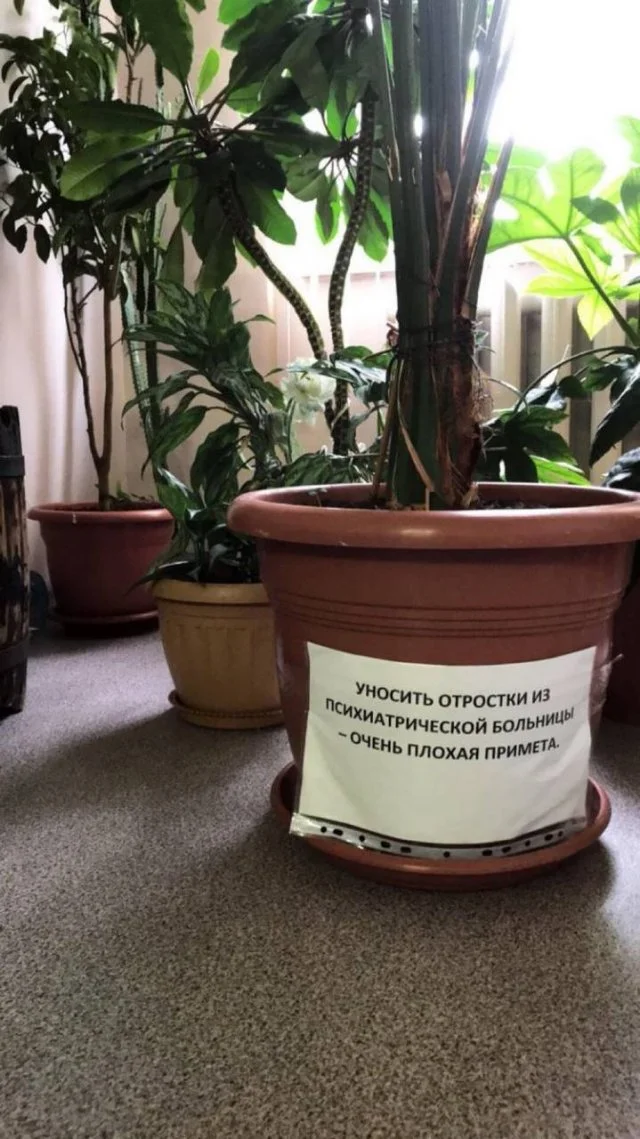 УНОСИТЬ ОТРОСТКИ ИЗ
ПСИХИАТРИЧЕСКОЙ БОЛЬНИЦЫ
– ОЧЕНЬ ПЛОХАЯ ПРИМЕТА.